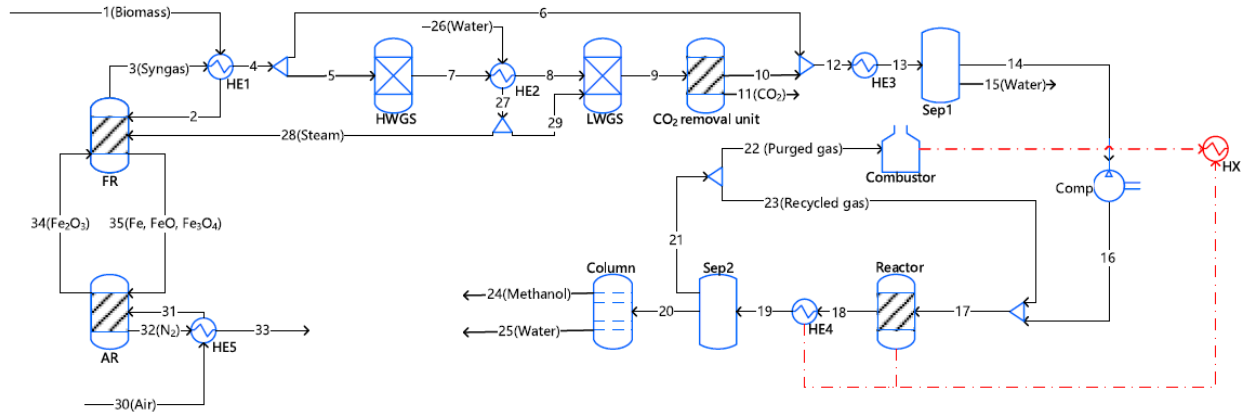 1(Biomass)
6
26(Water)
3(Syngas)
4
HE1
5
7
8
HE2
9
10
11(CO₂)
12
13
HE3
14
15(Water)
Sep1
2
27
28(Steam)
29
HWGS
LWGS
CO₂ removal unit
FR
22 (Purged gas)
Combustor
HX
Comp
23(Recycled gas)
34(Fe₂O₃)
35(Fe, FeO, Fe₃O₄)
21
16
Column
Sep2
Reactor
24(Methanol)
20
19
18
17
HE4
25(Water)
31
32(N₂)
33
HE5
AR
30(Air)